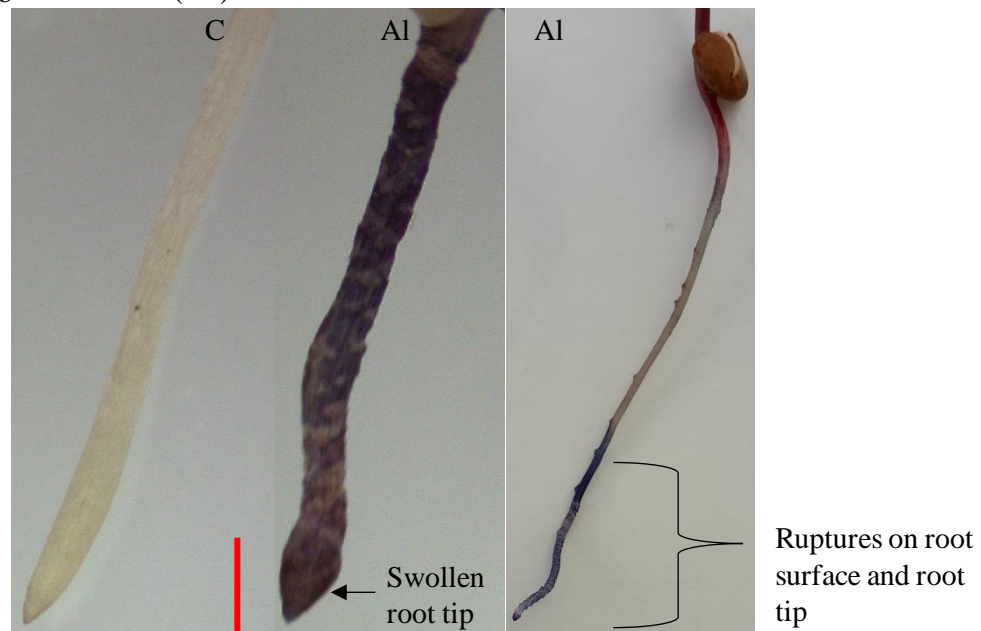 C
Al
Al
Swollen
root tip
Ruptures on root
surface and root
tip